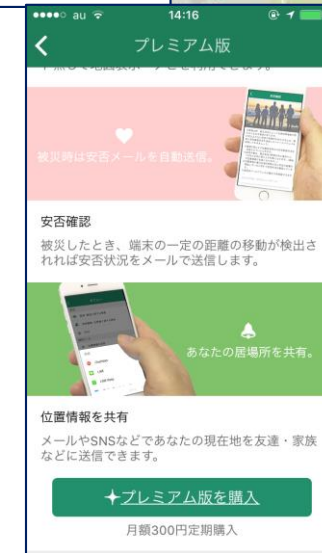 au 14:16
プレミアム版
被災時は安否メールを自動送信。
安否確認
被災したとき、端末の一定の距離の移動が検出さ
れれば安否状況をメールで送信します。
あなたの居場所を共有。
位置情報を共有
メールやSNSなどであなたの現在地を友達・家族
などに送信できます。
プレミアム版を購入
月額300円定期購入